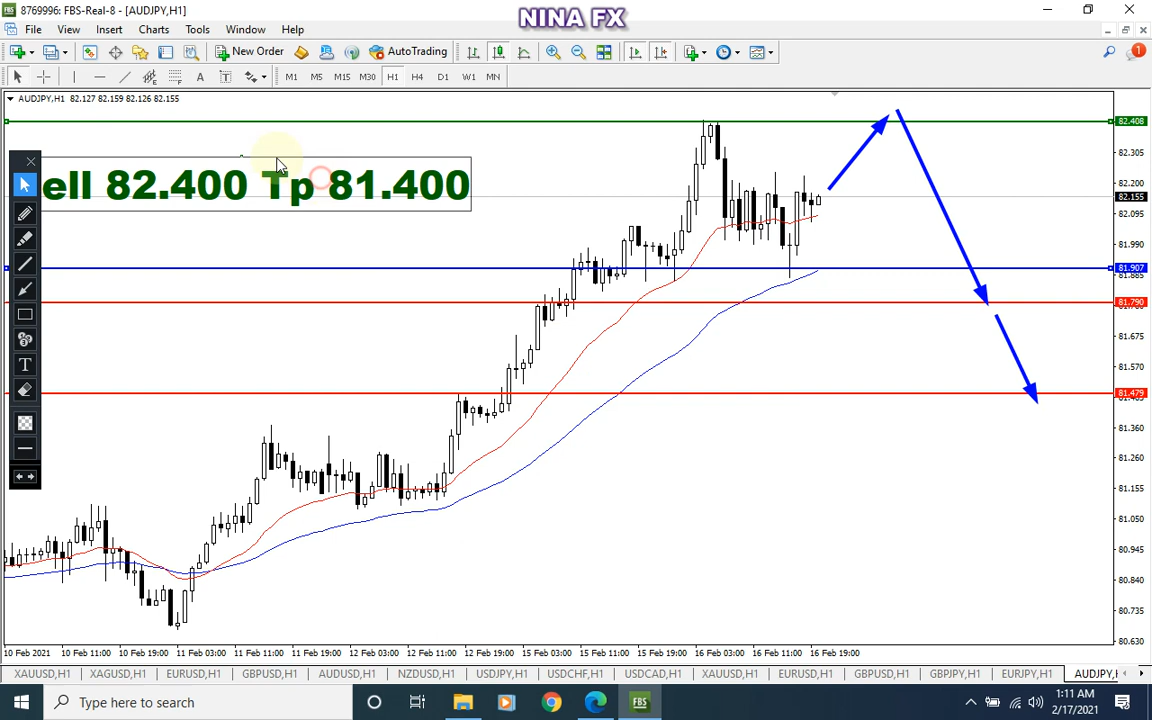 8769996: FBS-Real-8 - [AUDJPY,H1]
NINA FX
File View Insert Charts Tools Window Help
New Order AutoTrading 1
A T M1 M5 M15 M30 H1 H4 D1 W1 MN
AUDJPY,H1 82.127 82.159 82.126 82.155
82.408
82.305
ell 82.400 Tp 81.400
82.200
82.155
82.095
81.990
81.907
81.885
81.790
81.675
81.570
81.479
81.360
81.260
81.155
81.050
80.945
80.840
80.735
80.630
10 Feb 2021 10 Feb 11:00 10 Feb 19:00 11 Feb 03:00 11 Feb 11:00 11 Feb 19:00 12 Feb 03:00 12 Feb 11:00 12 Feb 19:00 15 Feb 03:00 15 Feb 11:00 15 Feb 19:00 16 Feb 03:00 16 Feb 11:00 16 Feb 19:00
XAUUSD,H1 XAGUSD,H1 EURUSD,H1 GBPUSD,H1 AUDUSD,H1 NZDUSD,H1 USDJPY,H1 USDCHF,H1 USDCAD,H1 XAUUSD,H1 EURUSD,H1 GBPUSD,H1 GBPJPY,H1 EURJPY,H1 AUDJPY,H
Type here to search FBS 1:11 AM
2/17/2021